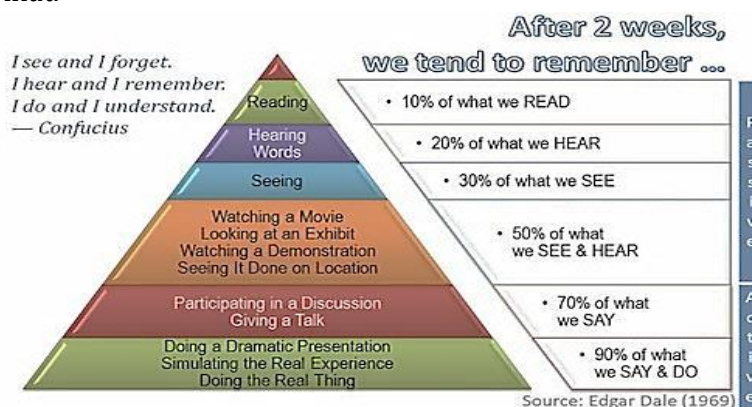 After 2 weeks,
we tend to remember ...
I see and I forget.
I hear and I remember.
I do and I understand.
— Confucius
Reading
• 10% of what we READ
Hearing
Words
• 20% of what we HEAR
Seeing
• 30% of what we SEE
Watching a Movie
Looking at an Exhibit
Watching a Demonstration
Seeing It Done on Location
• 50% of what
we SEE & HEAR
Participating in a Discussion
Giving a Talk
• 70% of what
we SAY
Doing a Dramatic Presentation
Simulating the Real Experience
Doing the Real Thing
• 90% of what
we SAY & DO
Source: Edgar Dale (1969)